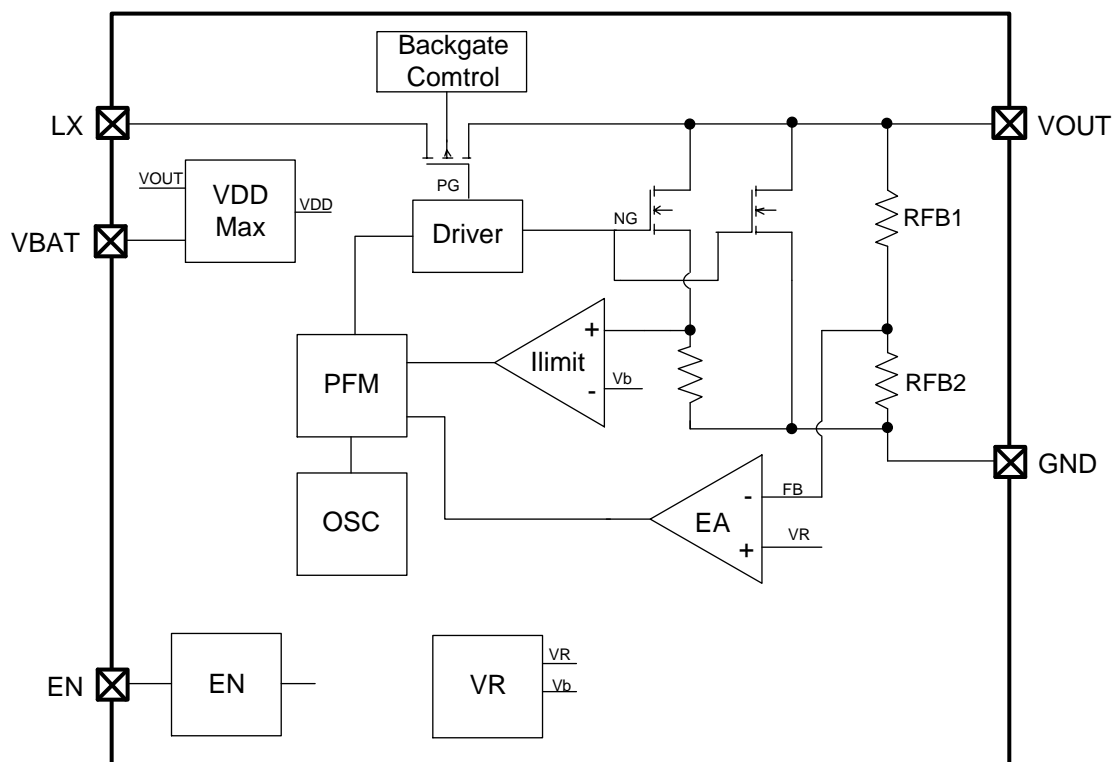 Backgate
Comtrol
LX
VOUT
PG
VOUT
VDD
Max
VDD
VBAT
Driver
NG
RFB1
+
Ilimit
-
Vb
PFM
RFB2
GND
OSC
EA
-
+
FB
VR
EN
EN
VR
VR
Vb